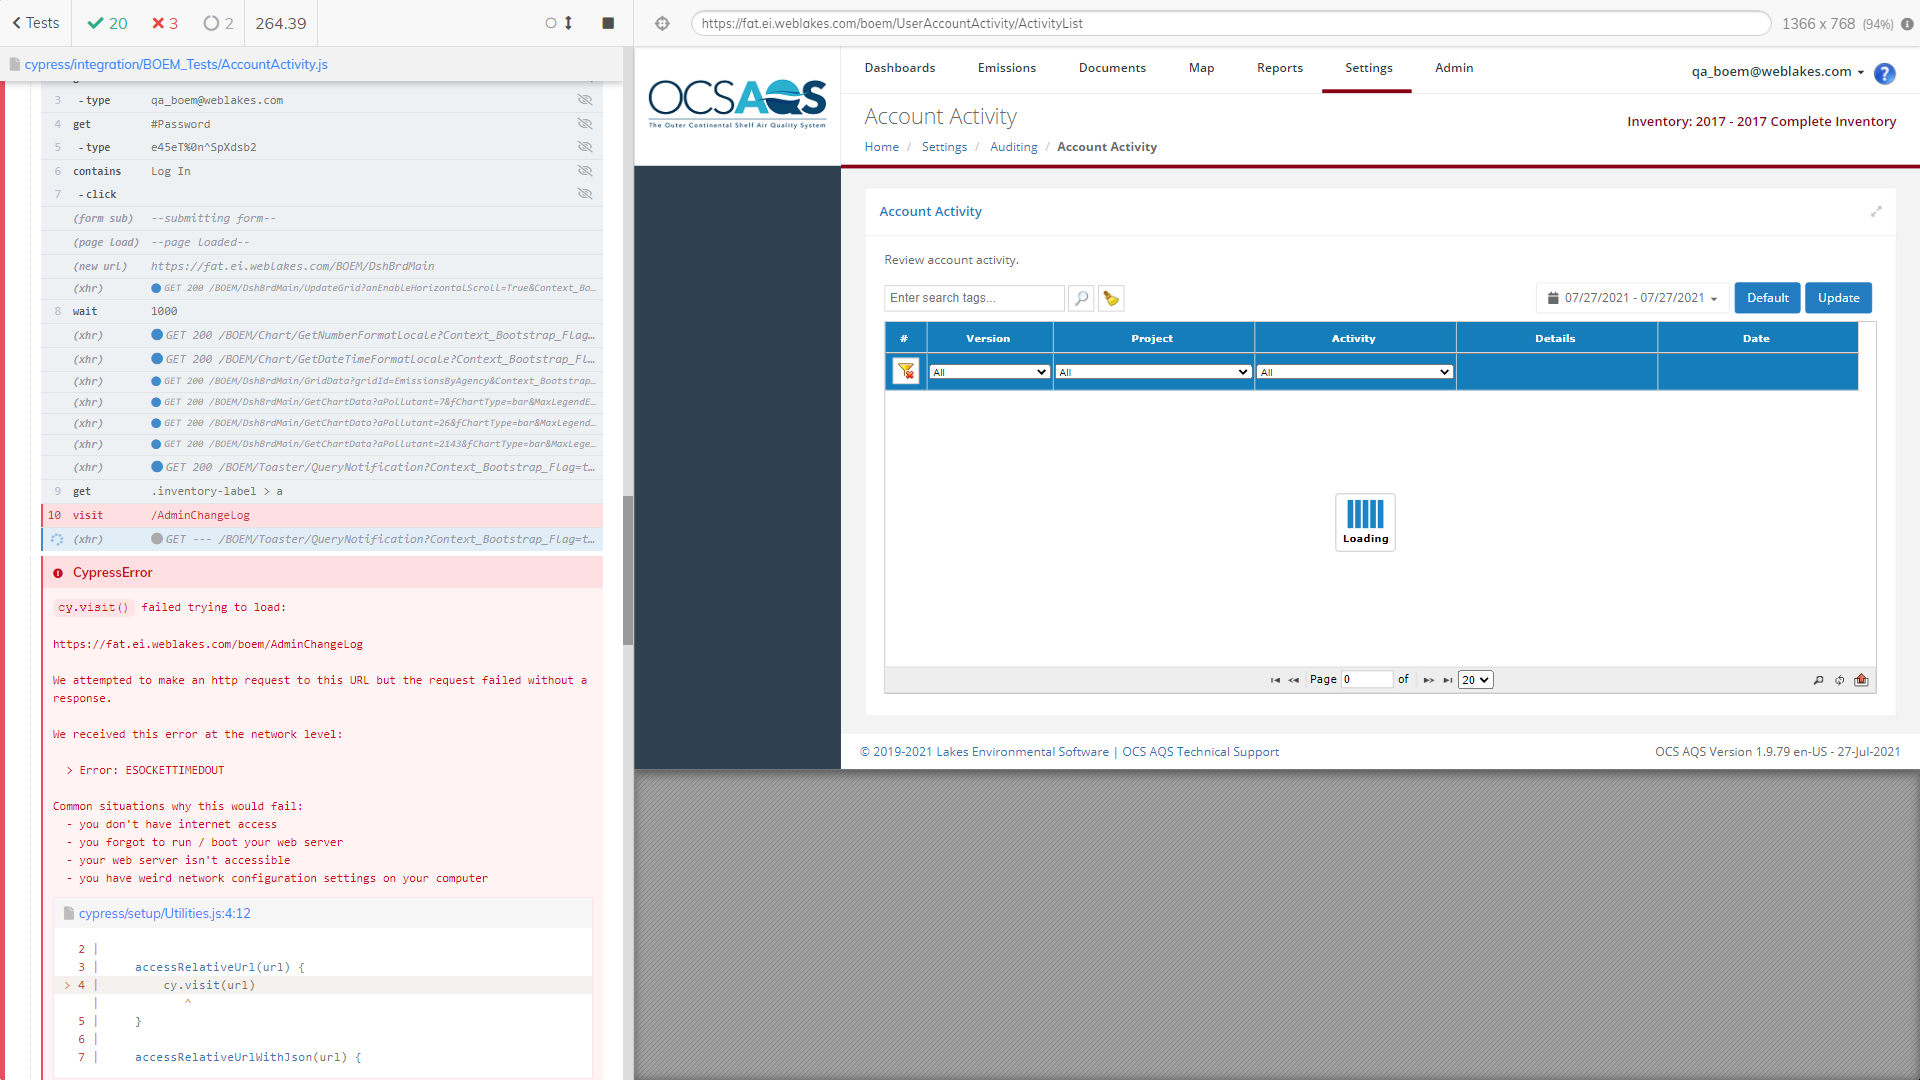 Tests
20
3
2
264.39
https://fat.ei.weblakes.com/boem/UserAccountActivity/ActivityList
1366 x 768 (94%)
cypress/integration/BOEM_Tests/AccountActivity.js
3 -type qa_boem@weblakes.com
4 get #Password
5 -type e45eT%0n^SpXdsb2
6 contains Log In
7 -click
(form sub) --submitting form--
(page load) --page loaded--
(new url) https://fat.ei.weblakes.com/BOEM/DshBrdMain
(xhr) GET 200 /BOEM/DshBrdMain/UpdateGrid?anEnableHorizontalScroll=True&Context_Bo...
8 wait 1000
(xhr) GET 200 /BOEM/Chart/GetNumberFormatLocale?Context_Bootstrap_Flag...
(xhr) GET 200 /BOEM/Chart/GetDateTimeFormatLocale?Context_Bootstrap_Fl...
(xhr) GET 200 /BOEM/DshBrdMain/GridData?gridId=EmissionsByAgency&Context_Bootstrap...
(xhr) GET 200 /BOEM/DshBrdMain/GetChartData?aPollutant=7&fChartType=bar&MaxLegendE...
(xhr) GET 200 /BOEM/DshBrdMain/GetChartData?aPollutant=26&fChartType=bar&MaxLegend...
(xhr) GET 200 /BOEM/DshBrdMain/GetChartData?aPollutant=2143&fChartType=bar&MaxLege...
(xhr) GET 200 /BOEM/Toaster/QueryNotification?Context_Bootstrap_Flag=t...
9 get .inventory-label > a
10 visit /AdminChangeLog
(xhr) GET --- /BOEM/Toaster/QueryNotification?Context_Bootstrap_Flag=t...
CypressError
cy.visit() failed trying to load:
https://fat.ei.weblakes.com/boem/AdminChangeLog
We attempted to make an http request to this URL but the request failed without a
response.
We received this error at the network level:
> Error: ESOCKETTIMEDOUT
Common situations why this would fail:
- you don't have internet access
- you forgot to run / boot your web server
- your web server isn't accessible
- you have weird network configuration settings on your computer
cypress/setup/Utilities.js:4:12
2 |
3 | accessRelativeUrl(url) {
> 4 | cy.visit(url)
| ^
5 | }
6 |
7 | accessRelativeUrlWithJson(url) {
OCSAQS
The Outer Continental Shelf Air Quality System
Dashboards Emissions Documents Map Reports Settings Admin
qa_boem@weblakes.com
?
Account Activity
Inventory: 2017 - 2017 Complete Inventory
Home / Settings / Auditing / Account Activity
Account Activity
Review account activity.
Enter search tags...
07/27/2021 - 07/27/2021
Default
Update
# Version Project Activity Details Date
All All All
Loading
Page 0 of 20
© 2019-2021 Lakes Environmental Software | OCS AQS Technical Support
OCS AQS Version 1.9.79 en-US - 27-Jul-2021